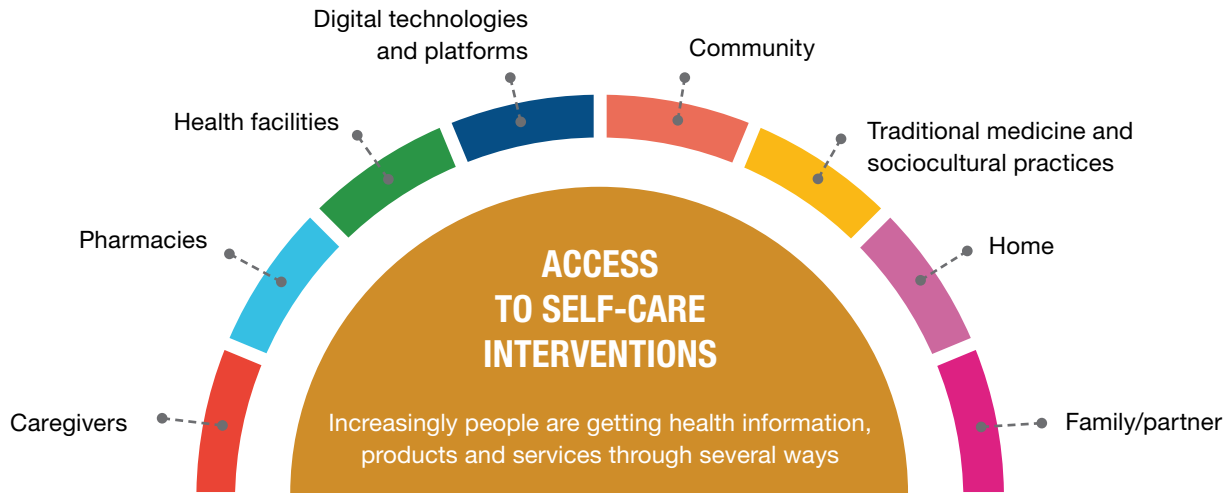 Digital technologies
and platforms
Community
Health facilities
Traditional medicine and
sociocultural practices
Pharmacies
Home
ACCESS
TO SELF-CARE
INTERVENTIONS
Caregivers
Increasingly people are getting health information,
products and services through several ways
Family/partner